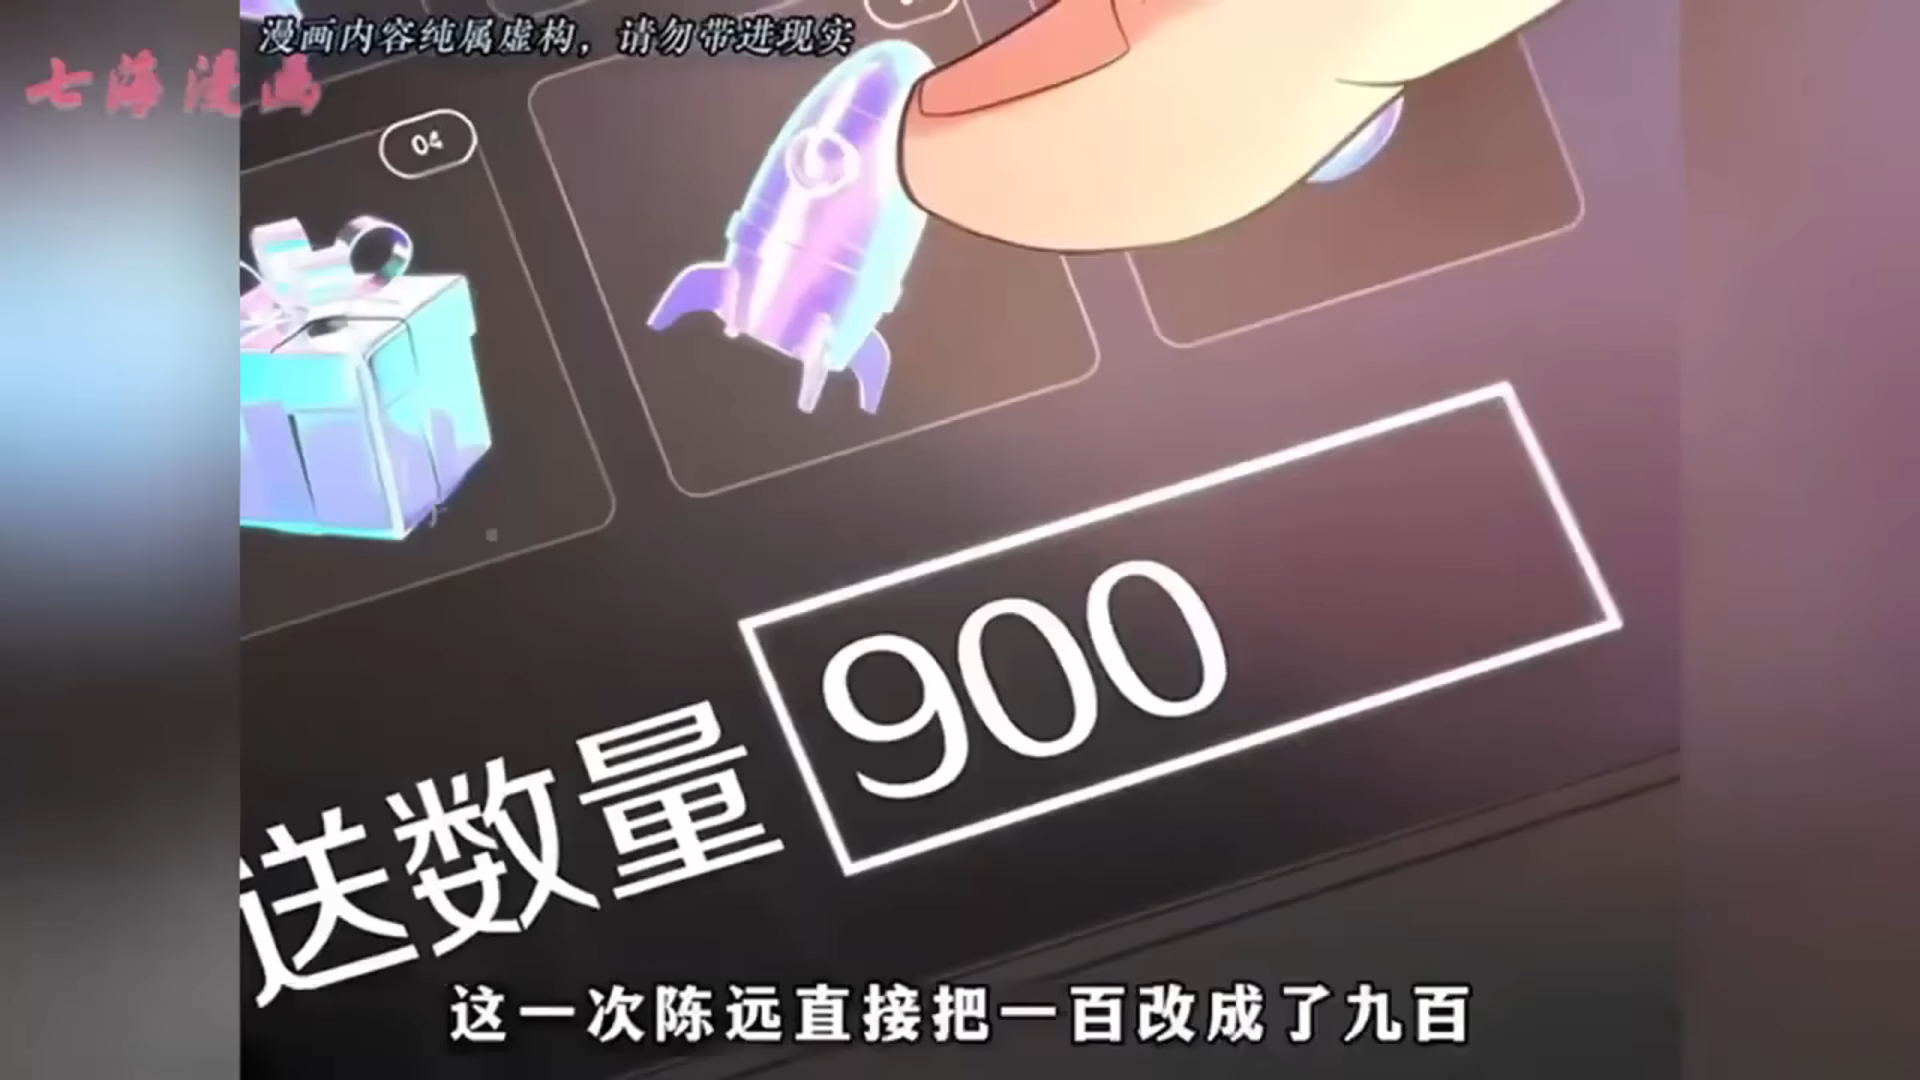 漫画内容纯属虚构，请勿带进现实
七海漫画
04
送数量 900
这一次陈远直接把一百改成了九百